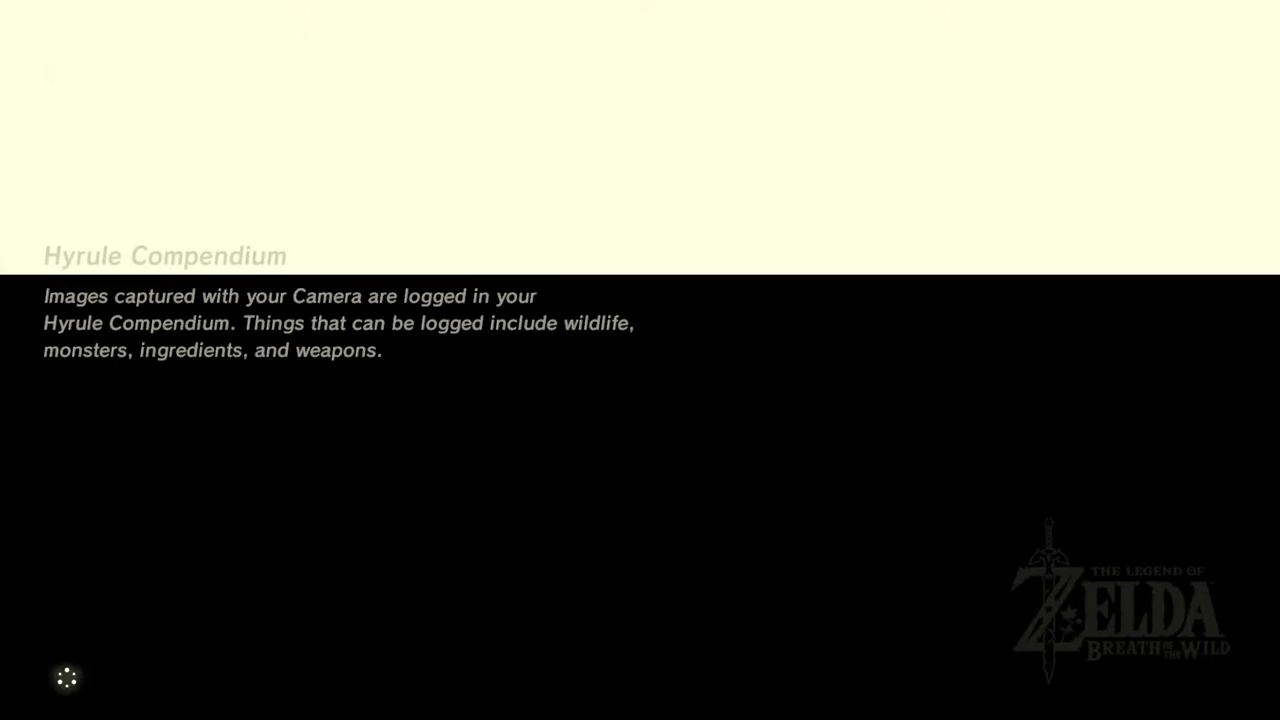 Hyrule Compendium
Images captured with your Camera are logged in your
Hyrule Compendium. Things that can be logged include wildlife,
monsters, ingredients, and weapons.
THE LEGEND OF
ZELDA
BREATH OF THE WILD